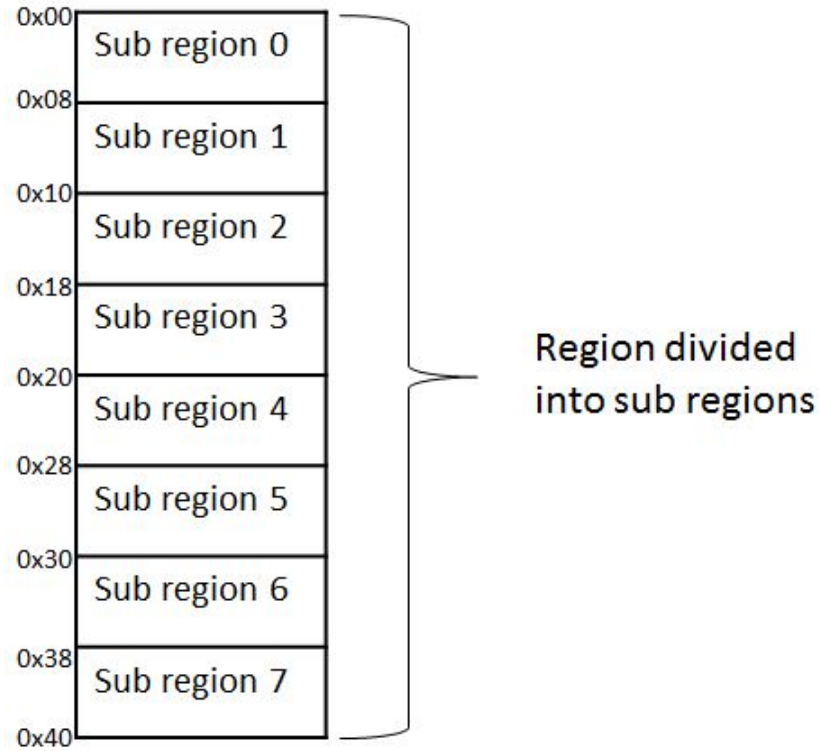 0x00
Sub region 0
0x08
Sub region 1
0x10
Sub region 2
0x18
Sub region 3
0x20
Sub region 4
0x28
Sub region 5
0x30
Sub region 6
0x38
Sub region 7
0x40
Region divided
into sub regions